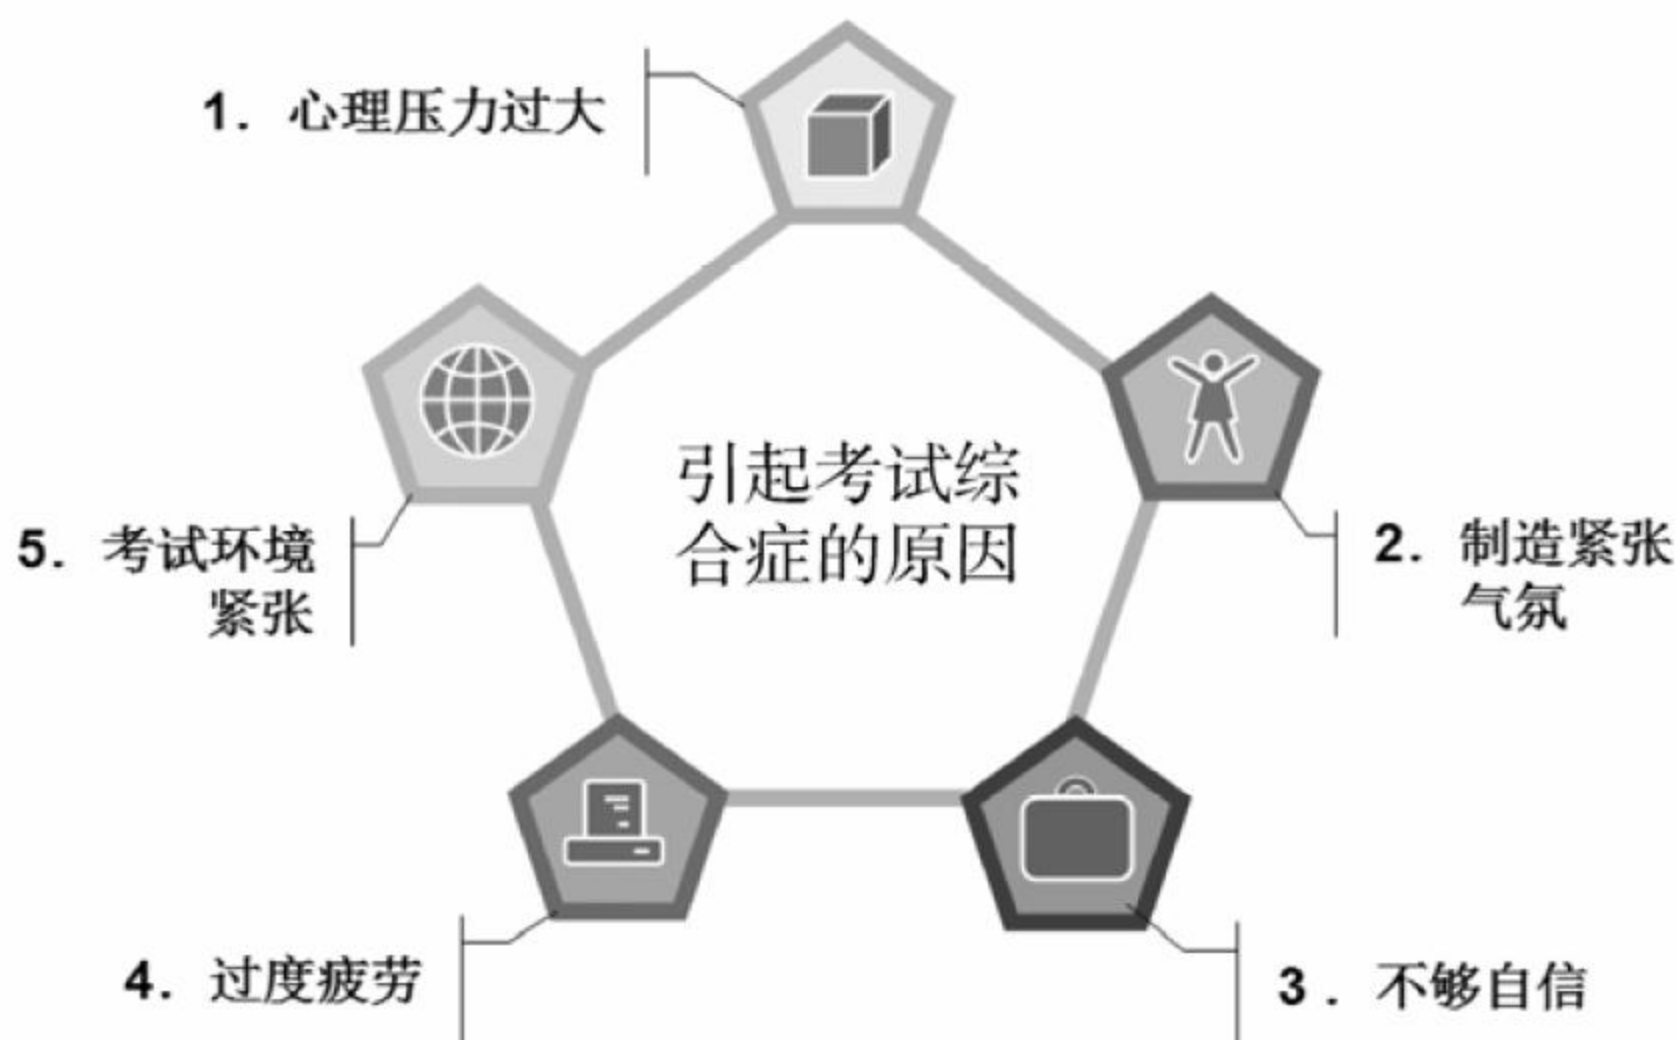 1. 心理压力过大
引起考试综
合症的原因
2. 制造紧张
气氛
3. 不够自信
4. 过度疲劳
5. 考试环境
紧张